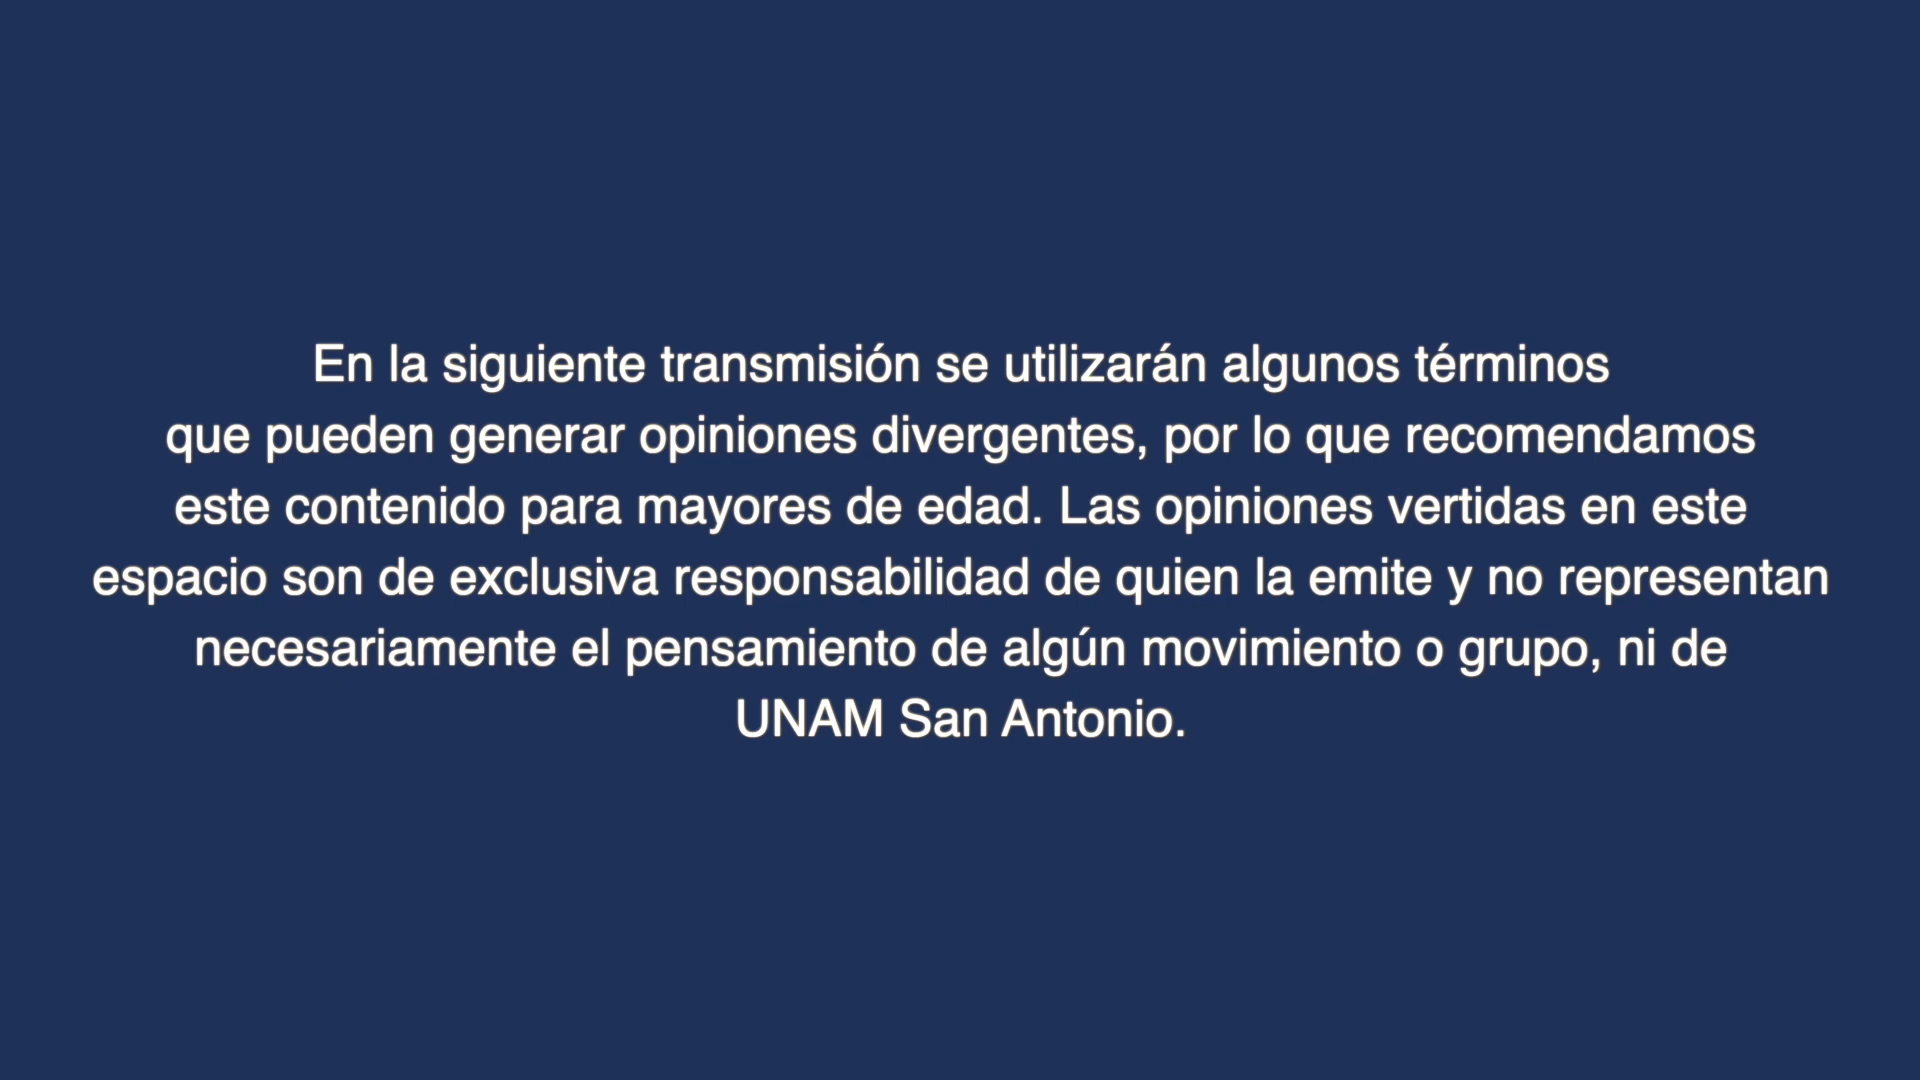 En la siguiente transmisión se utilizarán algunos términos
que pueden generar opiniones divergentes, por lo que recomendamos
este contenido para mayores de edad. Las opiniones vertidas en este
espacio son de exclusiva responsabilidad de quien la emite y no representan
necesariamente el pensamiento de algún movimiento o grupo, ni de
UNAM San Antonio.